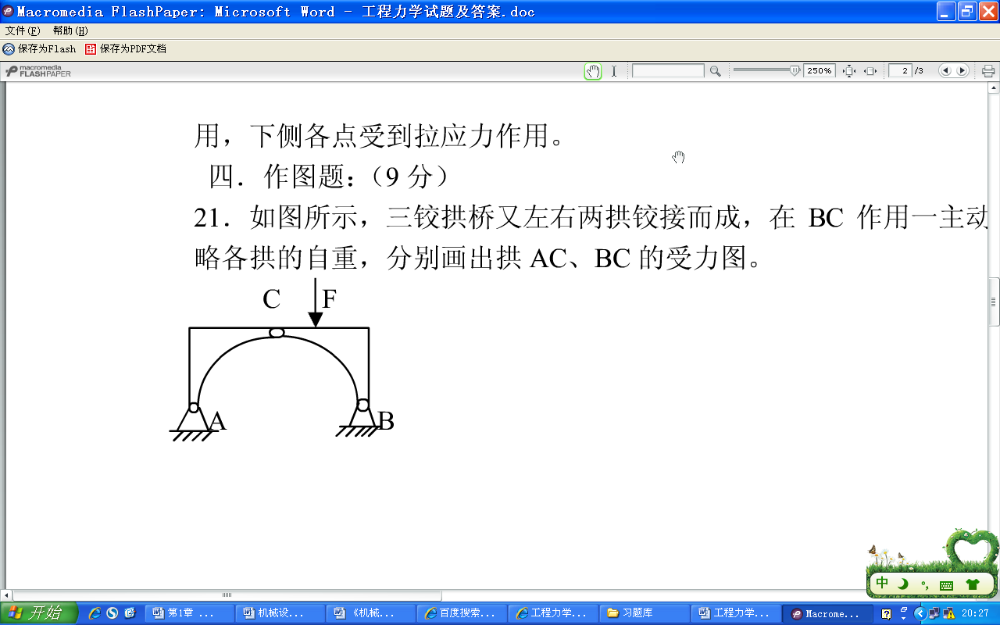 Macromedia FlashPaper: Microsoft Word - 工程力学试题及答案.doc
文件(F) 帮助(H)
保存为Flash 保存为PDF文档
macromedia
FLASHPAPER
250%
2 /3
用，下侧各点受到拉应力作用。
四．作图题：（9 分）
21．如图所示，三铰拱桥又左右两拱铰接而成，在 BC 作用一主动
略各拱的自重，分别画出拱 AC、BC 的受力图。
C F
A B
中
开始 第1章 ... 机械设... 《机械... 百度搜索... 工程力学... 习题库 工程力学... Macrome... 20:27